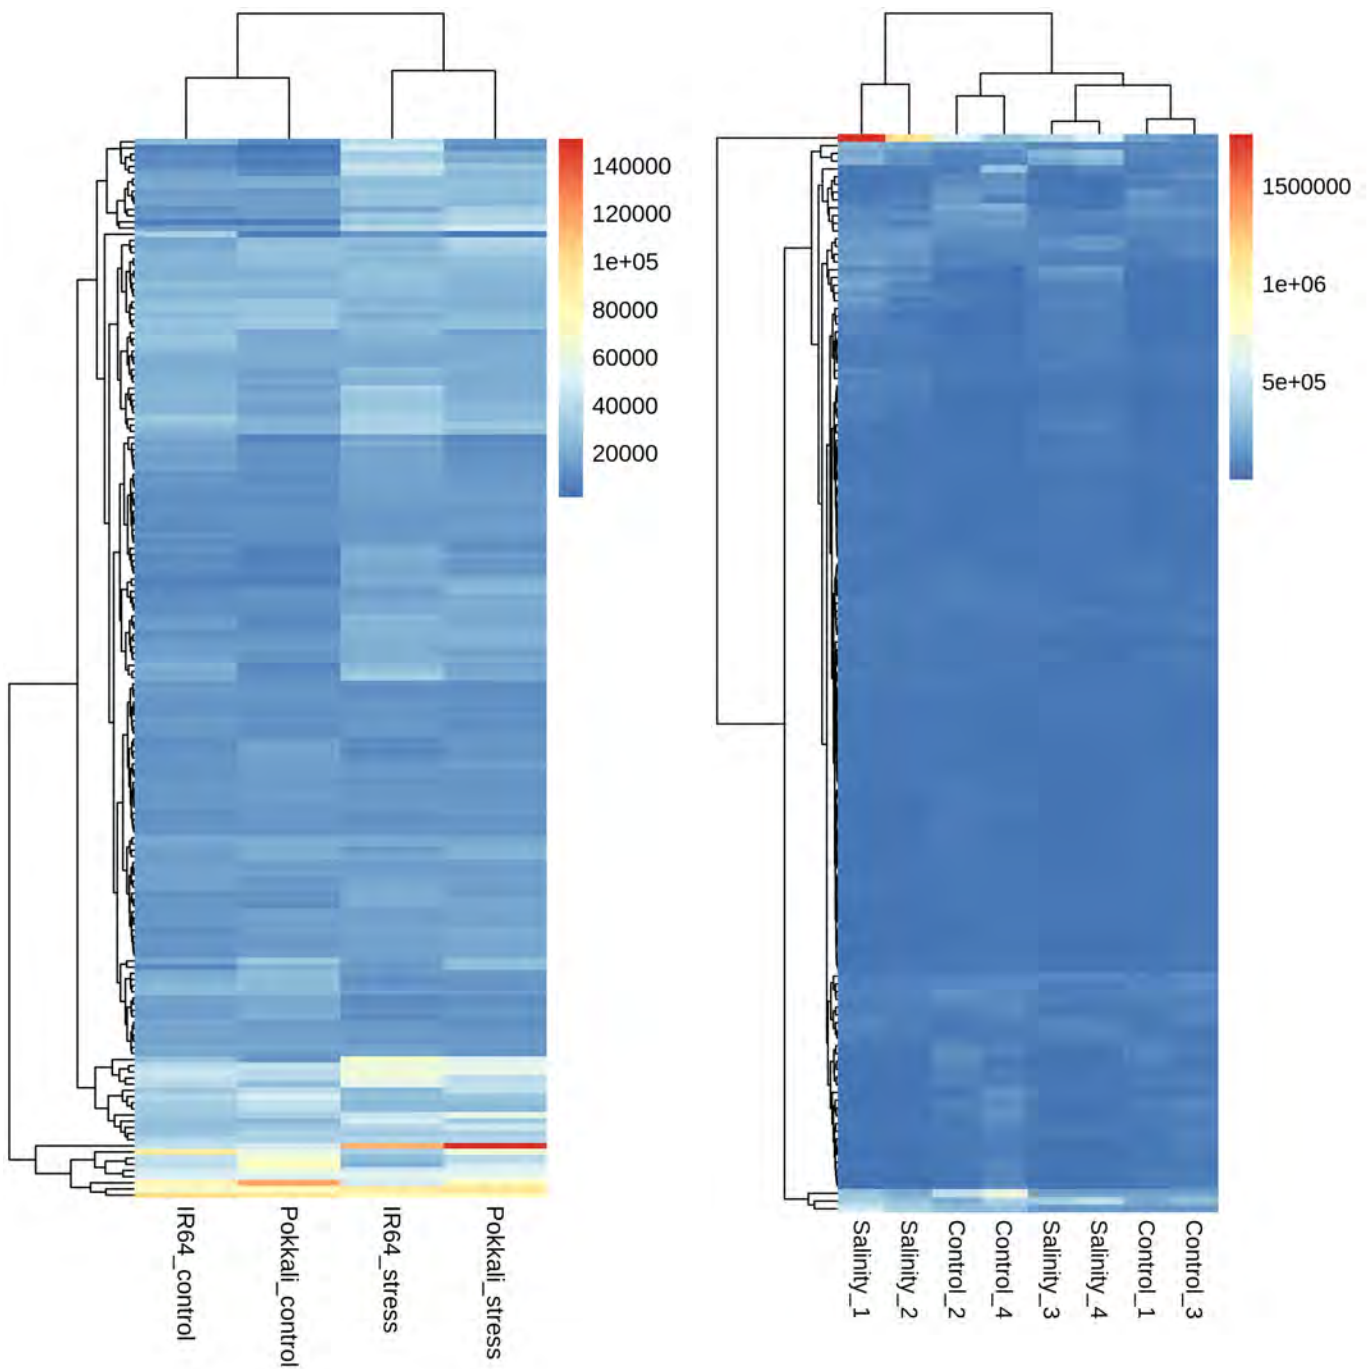 140000
120000
1e+05
80000
60000
40000
20000
IR64_control
Pokkali_control
IR64_stress
Pokkali_stress
1500000
1e+06
5e+05
Salinity_1
Salinity_2
Control_2
Control_4
Salinity_3
Salinity_4
Control_1
Control_3